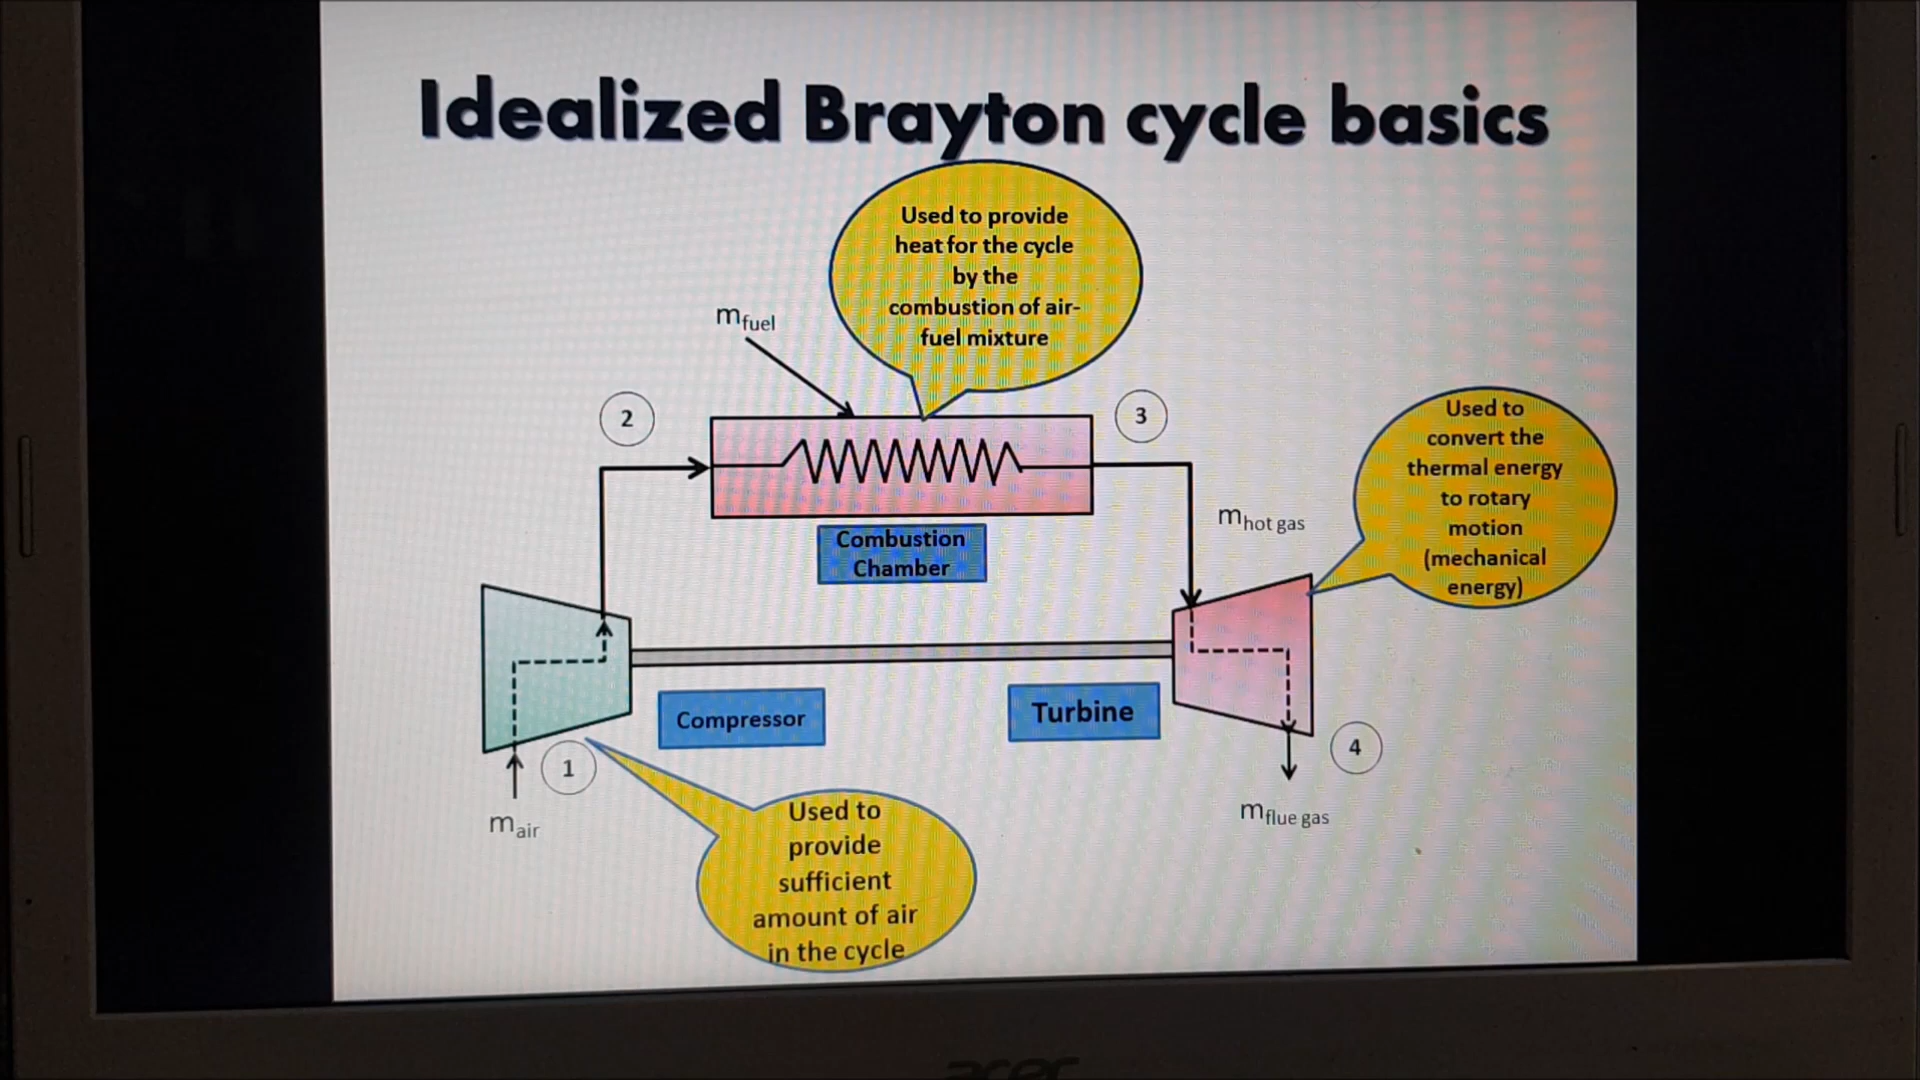 Idealized Brayton cycle basics
Used to provide
heat for the cycle
by the
combustion of air-
fuel mixture
mfuel
2
3
Used to
convert the
thermal energy
to rotary
motion
(mechanical
energy)
mhot gas
Combustion
Chamber
Compressor
Turbine
1
4
mair
mflue gas
Used to
provide
sufficient
amount of air
in the cycle
acer